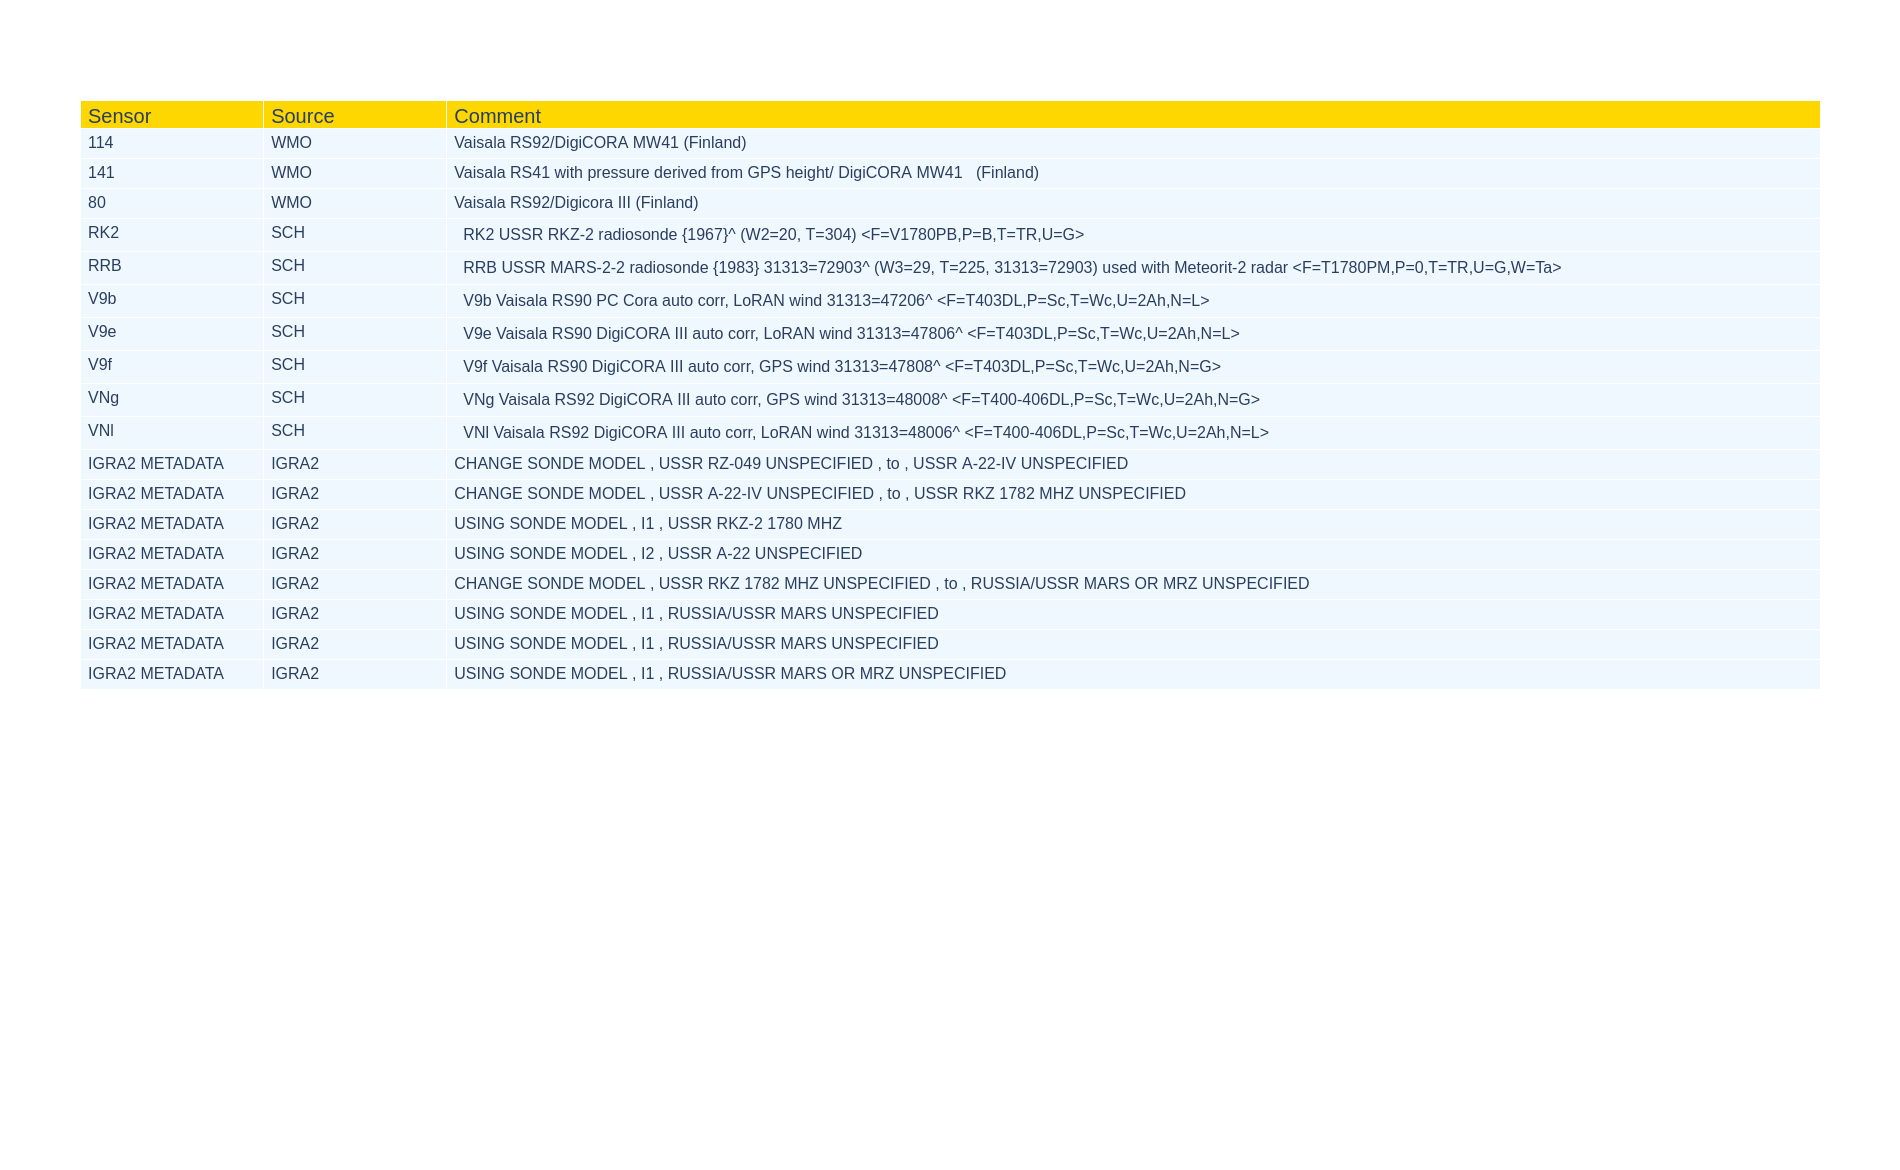 Sensor Source Comment
114 WMO Vaisala RS92/DigiCORA MW41 (Finland)
141 WMO Vaisala RS41 with pressure derived from GPS height/ DigiCORA MW41 (Finland)
80 WMO Vaisala RS92/Digicora III (Finland)
RK2 SCH RK2 USSR RKZ-2 radiosonde {1967}^ (W2=20, T=304) <F=V1780PB,P=B,T=TR,U=G>
RRB SCH RRB USSR MARS-2-2 radiosonde {1983} 31313=72903^ (W3=29, T=225, 31313=72903) used with Meteorit-2 radar <F=T1780PM,P=0,T=TR,U=G,W=Ta>
V9b SCH V9b Vaisala RS90 PC Cora auto corr, LoRAN wind 31313=47206^ <F=T403DL,P=Sc,T=Wc,U=2Ah,N=L>
V9e SCH V9e Vaisala RS90 DigiCORA III auto corr, LoRAN wind 31313=47806^ <F=T403DL,P=Sc,T=Wc,U=2Ah,N=L>
V9f SCH V9f Vaisala RS90 DigiCORA III auto corr, GPS wind 31313=47808^ <F=T403DL,P=Sc,T=Wc,U=2Ah,N=G>
VNg SCH VNg Vaisala RS92 DigiCORA III auto corr, GPS wind 31313=48008^ <F=T400-406DL,P=Sc,T=Wc,U=2Ah,N=G>
VNl SCH VNl Vaisala RS92 DigiCORA III auto corr, LoRAN wind 31313=48006^ <F=T400-406DL,P=Sc,T=Wc,U=2Ah,N=L>
IGRA2 METADATA IGRA2 CHANGE SONDE MODEL , USSR RZ-049 UNSPECIFIED , to , USSR A-22-IV UNSPECIFIED
IGRA2 METADATA IGRA2 CHANGE SONDE MODEL , USSR A-22-IV UNSPECIFIED , to , USSR RKZ 1782 MHZ UNSPECIFIED
IGRA2 METADATA IGRA2 USING SONDE MODEL , I1 , USSR RKZ-2 1780 MHZ
IGRA2 METADATA IGRA2 USING SONDE MODEL , I2 , USSR A-22 UNSPECIFIED
IGRA2 METADATA IGRA2 CHANGE SONDE MODEL , USSR RKZ 1782 MHZ UNSPECIFIED , to , RUSSIA/USSR MARS OR MRZ UNSPECIFIED
IGRA2 METADATA IGRA2 USING SONDE MODEL , I1 , RUSSIA/USSR MARS UNSPECIFIED
IGRA2 METADATA IGRA2 USING SONDE MODEL , I1 , RUSSIA/USSR MARS UNSPECIFIED
IGRA2 METADATA IGRA2 USING SONDE MODEL , I1 , RUSSIA/USSR MARS OR MRZ UNSPECIFIED